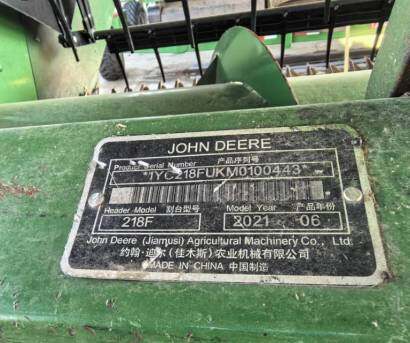 JOHN DEERE
Product Serial Number 产品序列号
*1YC218FUKM0100443*
Header Model 割台型号 Model Year 产品年份
218F 2021 06
John Deere (Jiamusi) Agricultural Machinery Co., Ltd.
约翰·迪尔(佳木斯)农业机械有限公司
MADE IN CHINA 中国制造